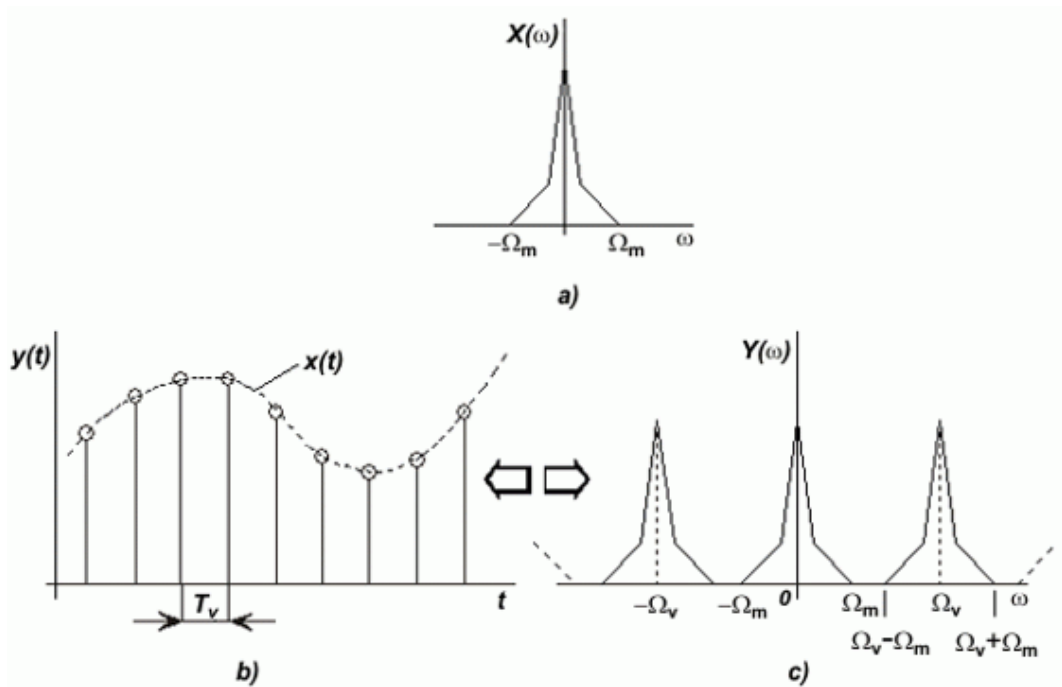 X(ω)
−Ωm Ωm ω
a)
y(t)
x(t)
Tv
t
b)
Y(ω)
−Ωv −Ωm 0 Ωm Ωv ω
Ωv−Ωm Ωv+Ωm
c)